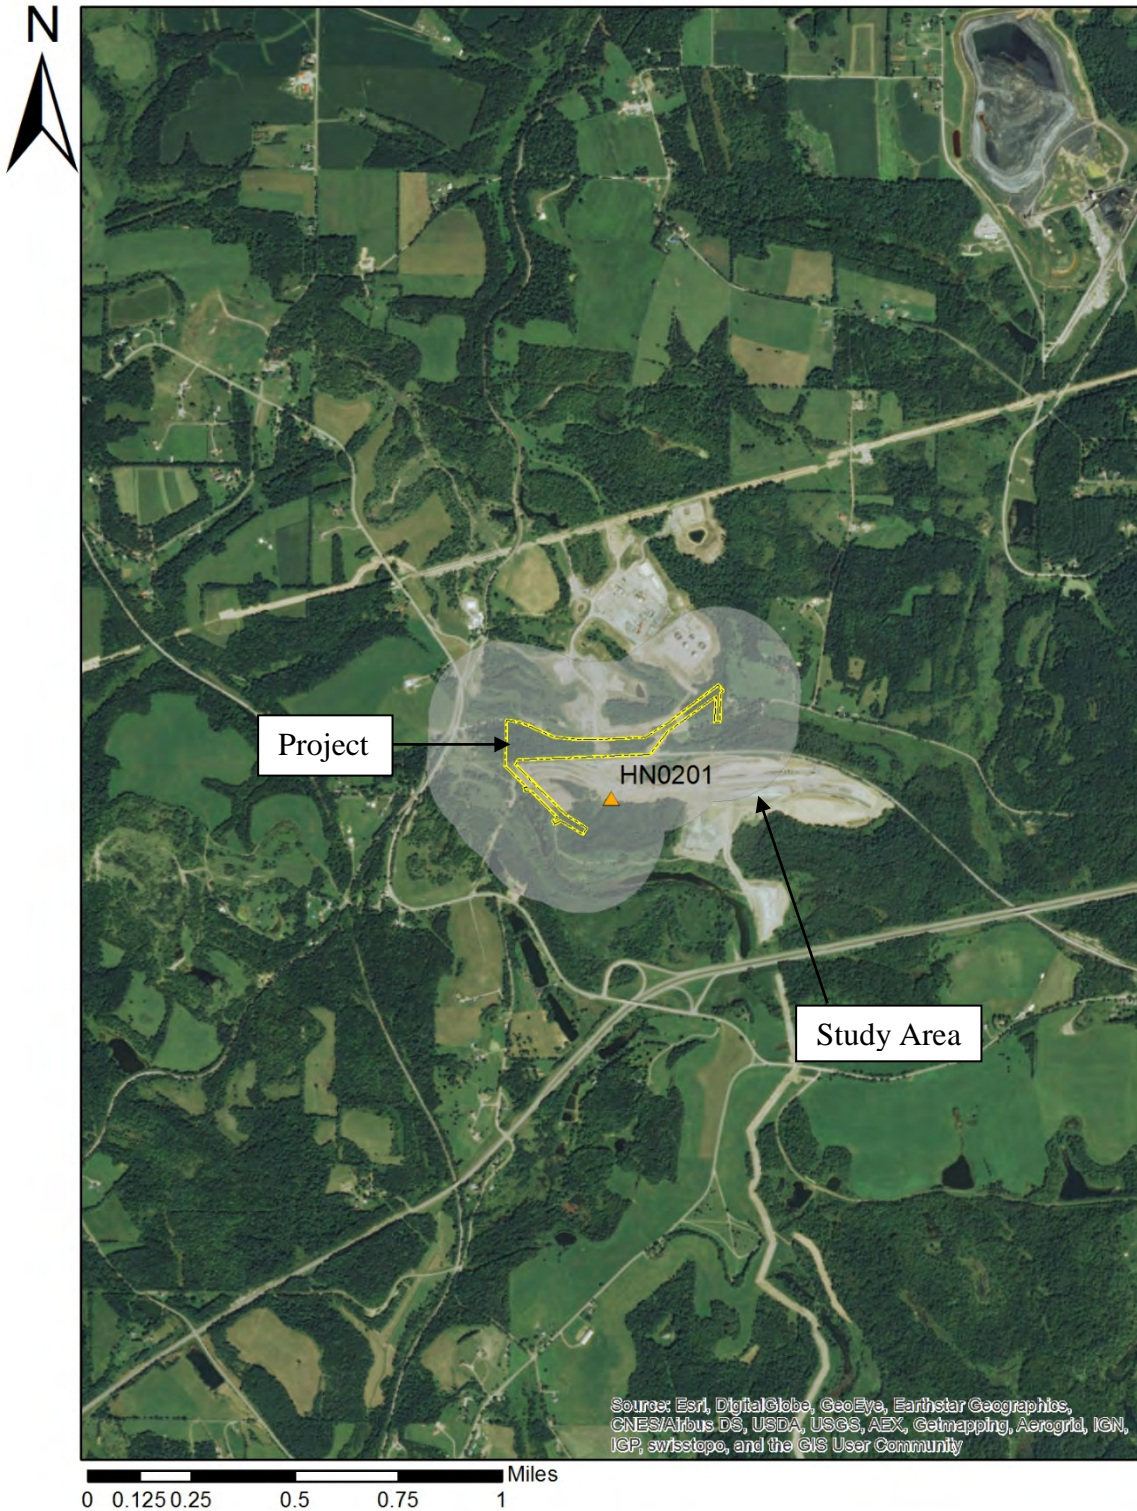 N
Project
HN0201
Study Area
Source: Esri, DigitalGlobe, GeoEye, Earthstar Geographics,
CNES/Airbus DS, USDA, USGS, AEX, Getmapping, Aerogrid, IGN,
IGP, swisstopo, and the GIS User Community
Miles
0 0.125 0.25 0.5 0.75 1